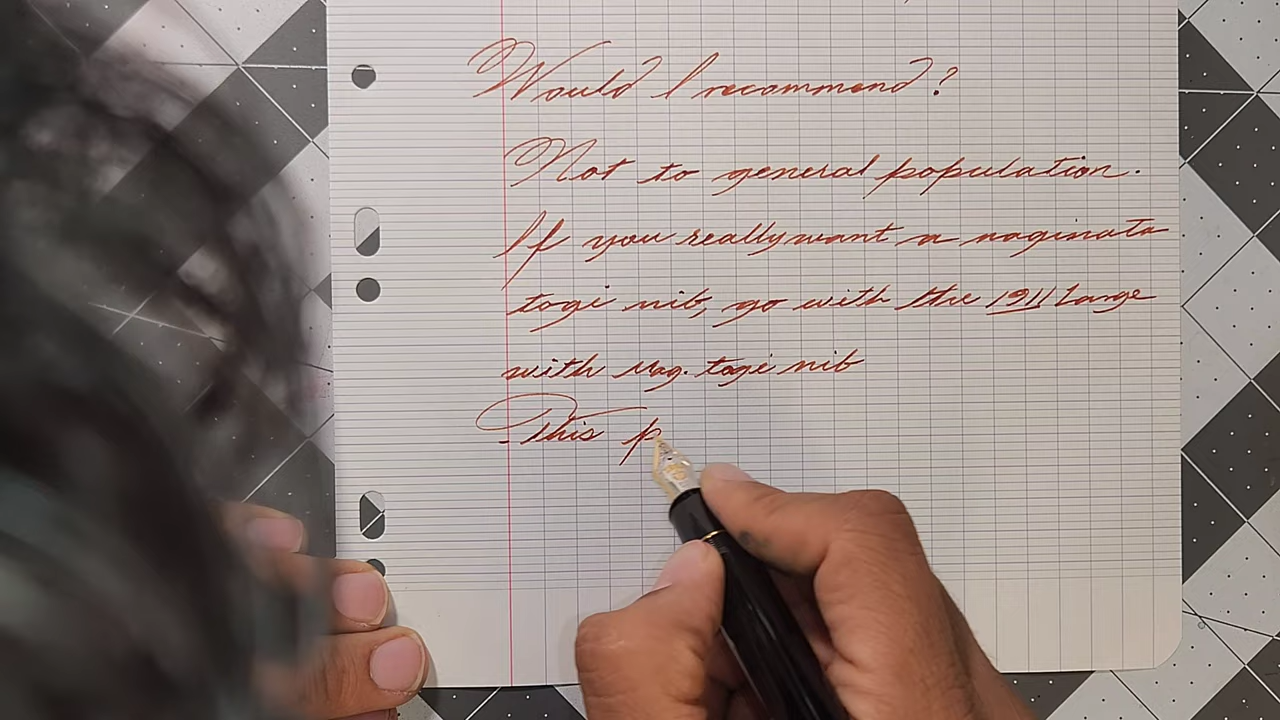 Would I recommend?
Not to general population.
If you really want a naginata
togi nib, go with the 1911 Large
with Nag. togi nib
This p